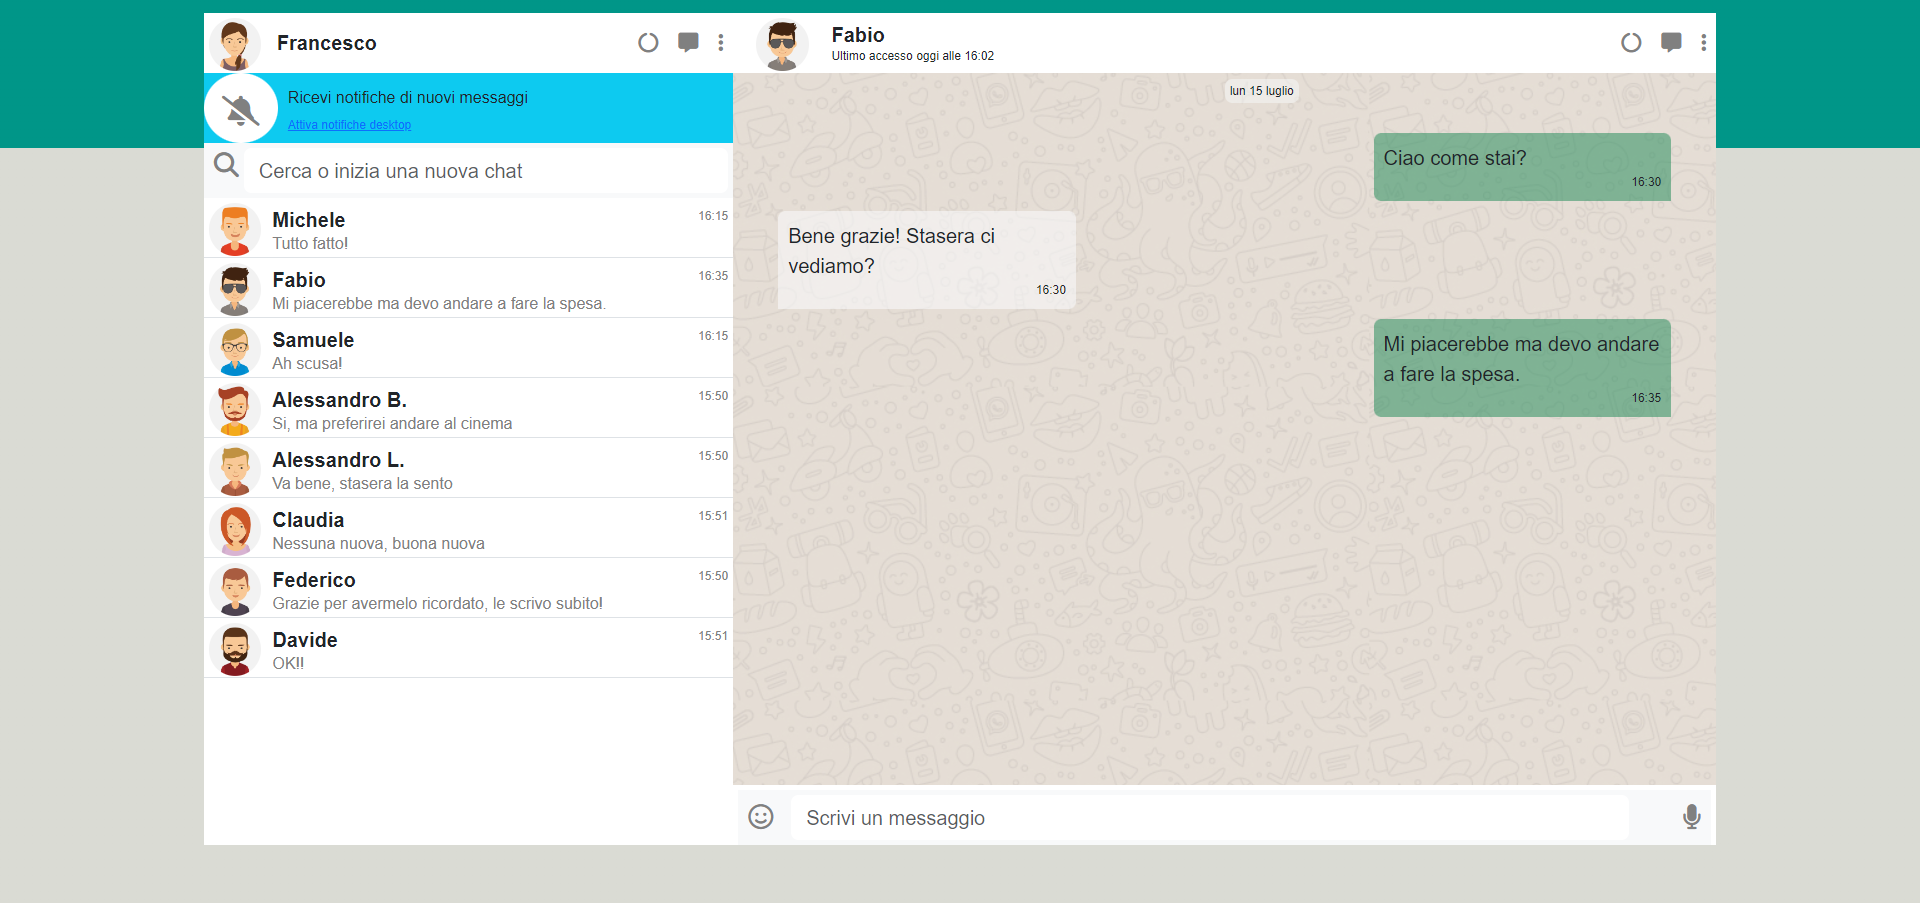 Francesco
Ricevi notifiche di nuovi messaggi
Attiva notifiche desktop
Cerca o inizia una nuova chat
Michele 16:15
Tutto fatto!
Fabio 16:35
Mi piacerebbe ma devo andare a fare la spesa.
Samuele 16:15
Ah scusa!
Alessandro B. 15:50
Si, ma preferirei andare al cinema
Alessandro L. 15:50
Va bene, stasera la sento
Claudia 15:51
Nessuna nuova, buona nuova
Federico 15:50
Grazie per avermelo ricordato, le scrivo subito!
Davide 15:51
OK!!
Fabio
Ultimo accesso oggi alle 16:02
lun 15 luglio
Ciao come stai?
16:30
Bene grazie! Stasera ci
vediamo?
16:30
Mi piacerebbe ma devo andare
a fare la spesa.
16:35
Scrivi un messaggio